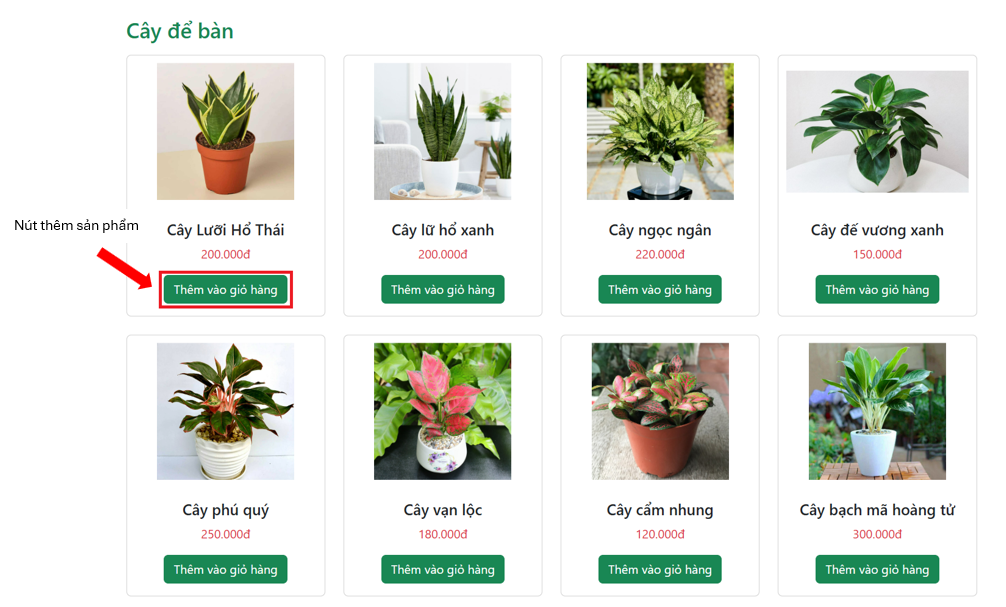 Cây để bàn
Nút thêm sản phẩm
Cây Lưỡi Hổ Thái
200.000đ
Thêm vào giỏ hàng
Cây lữ hổ xanh
200.000đ
Thêm vào giỏ hàng
Cây ngọc ngân
220.000đ
Thêm vào giỏ hàng
Cây đế vương xanh
150.000đ
Thêm vào giỏ hàng
Cây phú quý
250.000đ
Thêm vào giỏ hàng
Cây vạn lộc
180.000đ
Thêm vào giỏ hàng
Cây cẩm nhung
120.000đ
Thêm vào giỏ hàng
Cây bạch mã hoàng tử
300.000đ
Thêm vào giỏ hàng